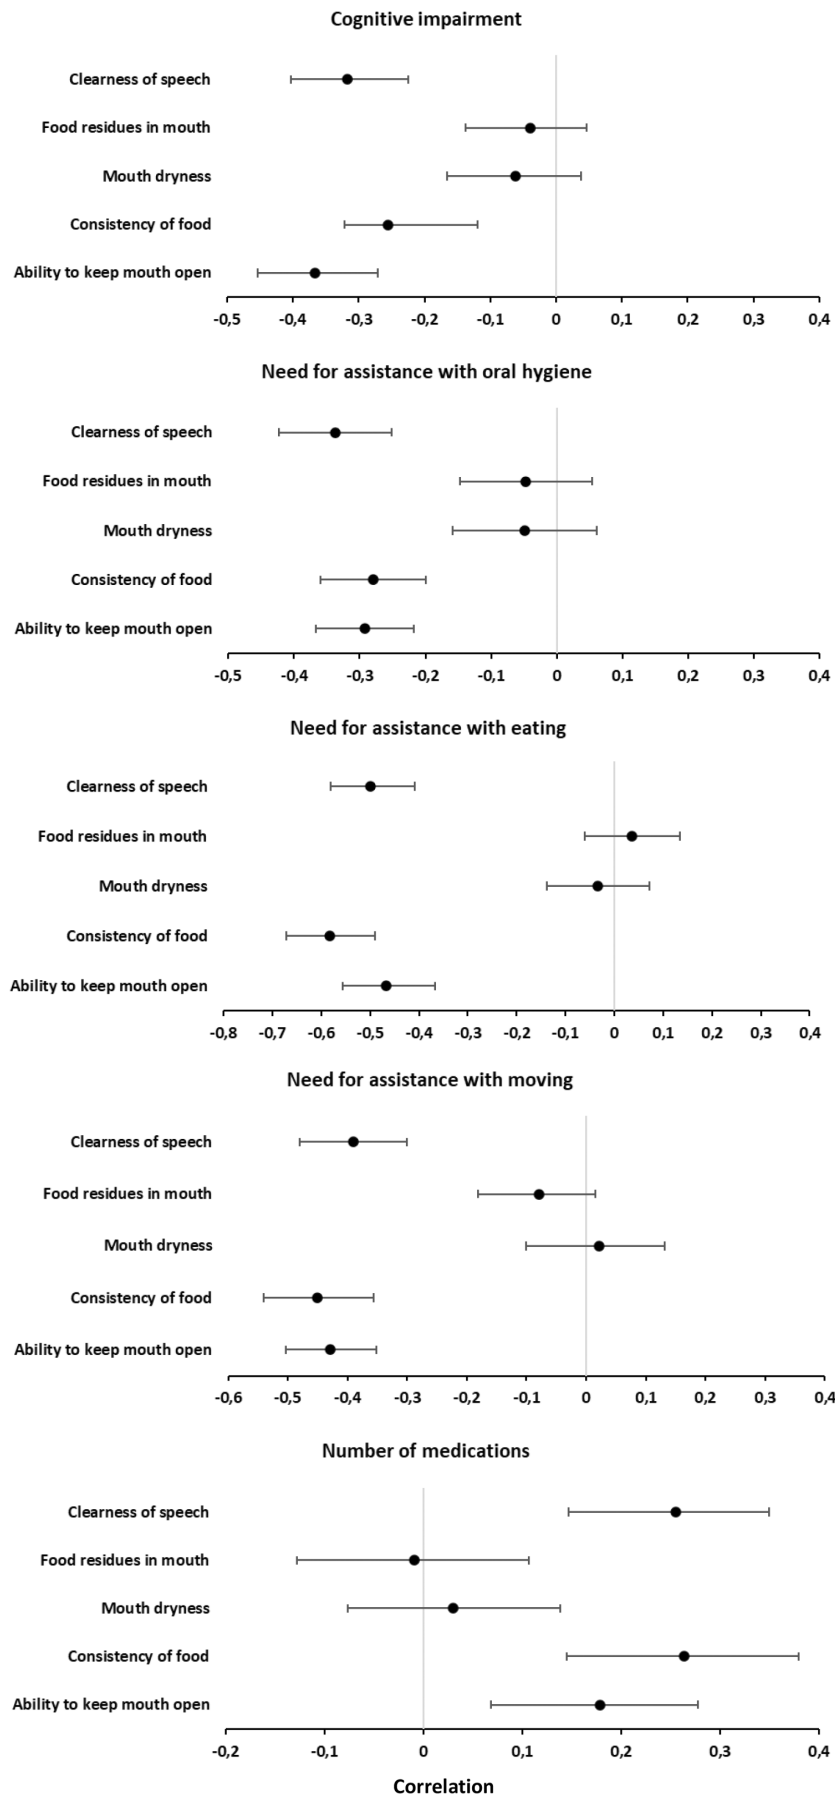 Cognitive impairment
Clearness of speech
Food residues in mouth
Mouth dryness
Consistency of food
Ability to keep mouth open
-0,5 -0,4 -0,3 -0,2 -0,1 0 0,1 0,2 0,3 0,4
Need for assistance with oral hygiene
Clearness of speech
Food residues in mouth
Mouth dryness
Consistency of food
Ability to keep mouth open
-0,5 -0,4 -0,3 -0,2 -0,1 0 0,1 0,2 0,3 0,4
Need for assistance with eating
Clearness of speech
Food residues in mouth
Mouth dryness
Consistency of food
Ability to keep mouth open
-0,8 -0,7 -0,6 -0,5 -0,4 -0,3 -0,2 -0,1 0 0,1 0,2 0,3 0,4
Need for assistance with moving
Clearness of speech
Food residues in mouth
Mouth dryness
Consistency of food
Ability to keep mouth open
-0,6 -0,5 -0,4 -0,3 -0,2 -0,1 0 0,1 0,2 0,3 0,4
Number of medications
Clearness of speech
Food residues in mouth
Mouth dryness
Consistency of food
Ability to keep mouth open
-0,2 -0,1 0 0,1 0,2 0,3 0,4
Correlation